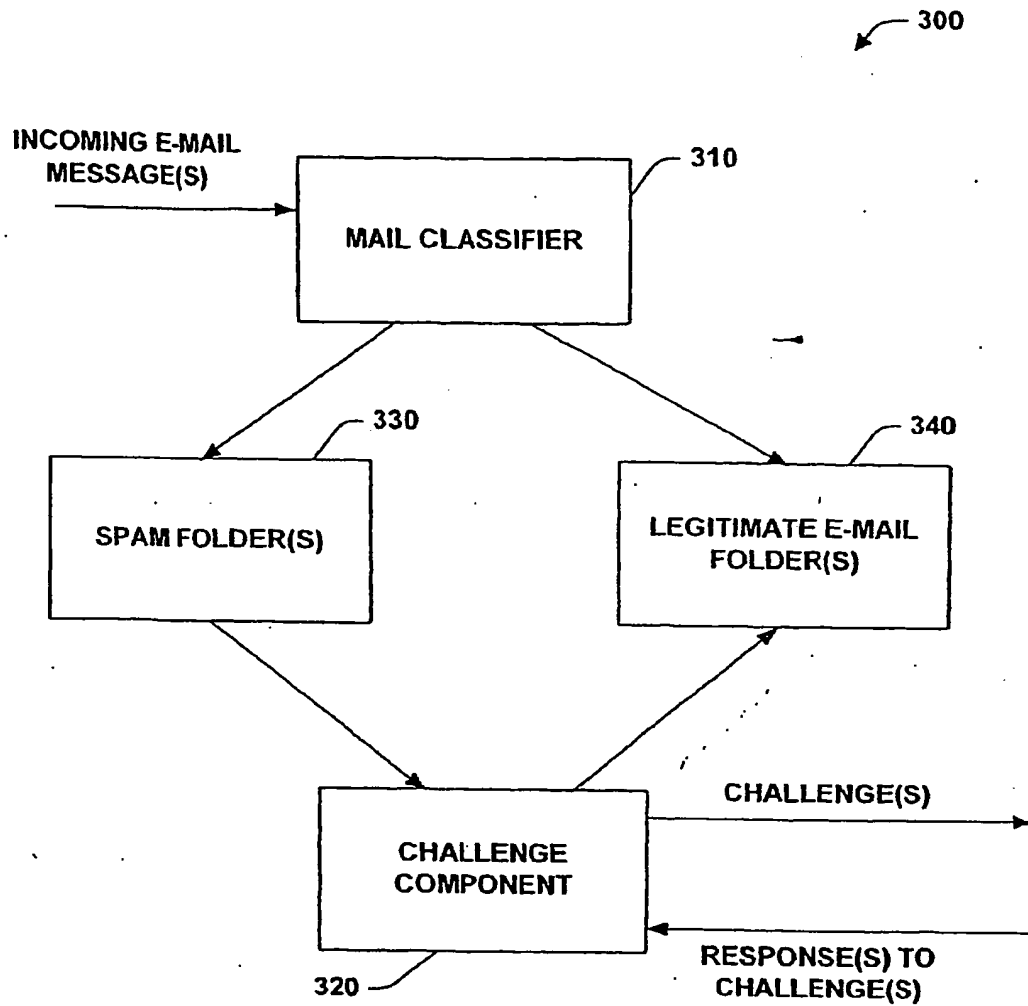 300
INCOMING E-MAIL
MESSAGE(S)
310
MAIL CLASSIFIER
330
340
SPAM FOLDER(S)
LEGITIMATE E-MAIL
FOLDER(S)
CHALLENGE(S)
CHALLENGE
COMPONENT
RESPONSE(S) TO
CHALLENGE(S)
320